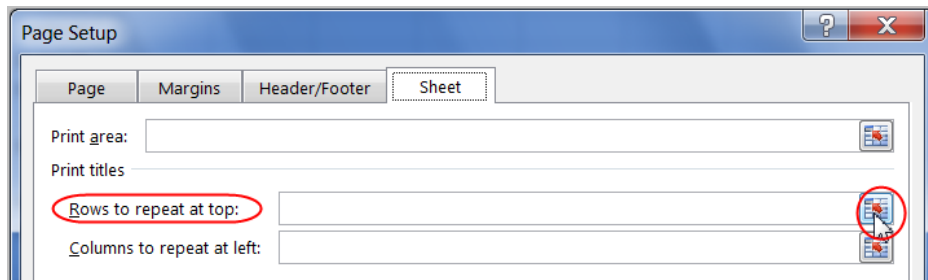 Page Setup
Page Margins Header/Footer Sheet
Print area:
Print titles
Rows to repeat at top:
Columns to repeat at left: